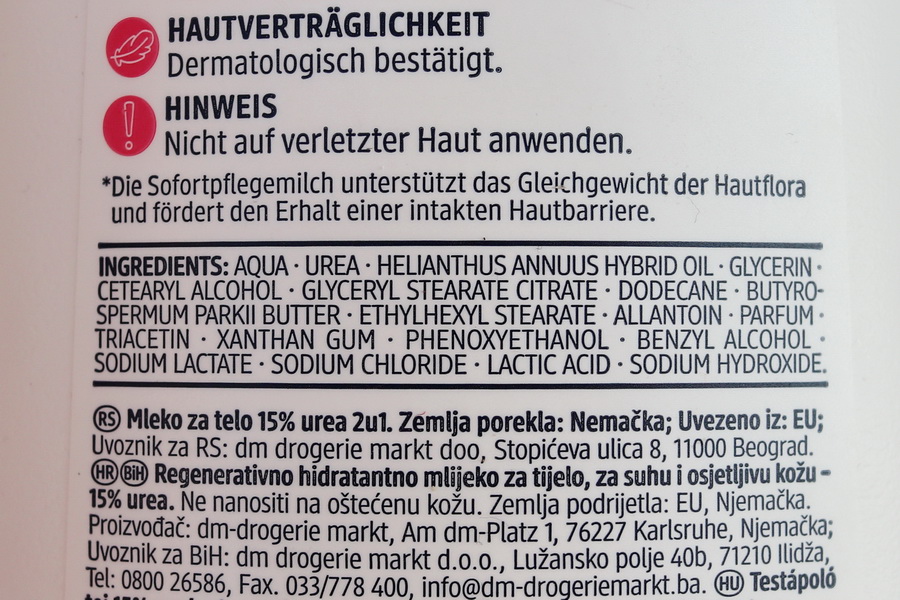 HAUTVERTRÄGLICHKEIT
Dermatologisch bestätigt.
HINWEIS
Nicht auf verletzter Haut anwenden.
*Die Sofortpflegemilch unterstützt das Gleichgewicht der Hautflora
und fördert den Erhalt einer intakten Hautbarriere.
INGREDIENTS: AQUA · UREA · HELIANTHUS ANNUUS HYBRID OIL · GLYCERIN ·
CETEARYL ALCOHOL · GLYCERYL STEARATE CITRATE · DODECANE · BUTYRO-
SPERMUM PARKII BUTTER · ETHYLHEXYL STEARATE · ALLANTOIN · PARFUM ·
TRIACETIN · XANTHAN GUM · PHENOXYETHANOL · BENZYL ALCOHOL ·
SODIUM LACTATE · SODIUM CHLORIDE · LACTIC ACID · SODIUM HYDROXIDE.
RS Mleko za telo 15% urea 2u1. Zemlja porekla: Nemačka; Uvezeno iz: EU;
Uvoznik za RS: dm drogerie markt doo, Stopićeva ulica 8, 11000 Beograd.
HR BiH Regenerativno hidratantno mlijeko za tijelo, za suhu i osjetljivu kožu –
15% urea. Ne nanositi na oštećenu kožu. Zemlja podrijetla: EU, Njemačka.
Proizvođač: dm-drogerie markt, Am dm-Platz 1, 76227 Karlsruhe, Njemačka;
Uvoznik za BiH: dm drogerie markt d.o.o., Lužansko polje 40b, 71210 Ilidža,
Tel: 0800 26586, Fax. 033/778 400, info@dm-drogeriemarkt.ba. HU Testápoló